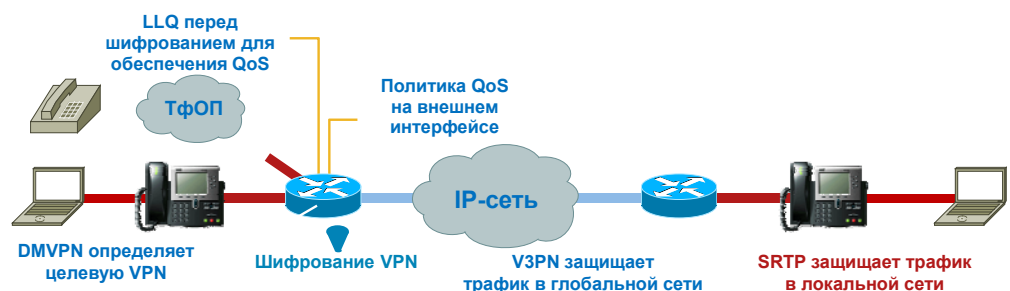 LLQ перед
шифрованием для
обеспечения QoS
ТфОП
Политика QoS
на внешнем
интерфейсе
IP-сеть
DMVPN определяет
целевую VPN
Шифрование VPN
V3PN защищает
трафик в глобальной сети
SRTP защищает трафик
в локальной сети